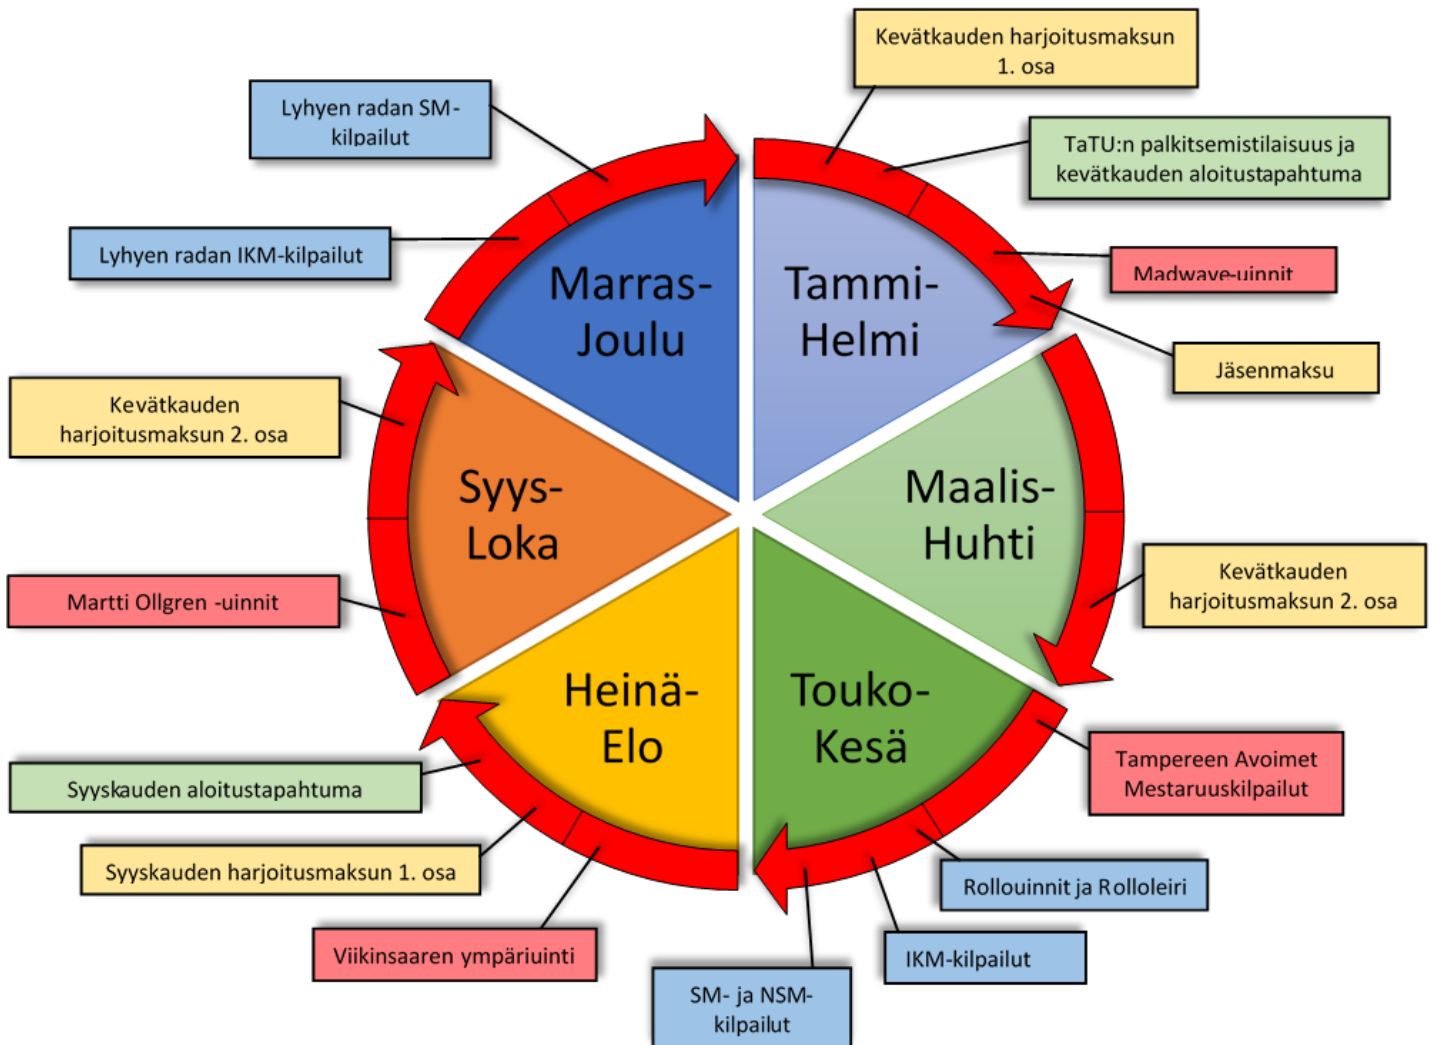 Kevätkauden harjoitusmaksun
1. osa
TaTU:n palkitsemistilaisuus ja
kevätkauden aloitustapahtuma
Madwave-uinnit
Jäsenmaksu
Kevätkauden
harjoitusmaksun 2. osa
Tampereen Avoimet
Mestaruuskilpailut
Rollouinnit ja Rolloleiri
IKM-kilpailut
SM- ja NSM-
kilpailut
Viikinsaaren ympäriuinti
Syyskauden harjoitusmaksun 1. osa
Syyskauden aloitustapahtuma
Martti Ollgren -uinnit
Kevätkauden
harjoitusmaksun 2. osa
Lyhyen radan IKM-kilpailut
Lyhyen radan SM-
kilpailut
Tammi-
Helmi
Maalis-
Huhti
Touko-
Kesä
Heinä-
Elo
Syys-
Loka
Marras-
Joulu